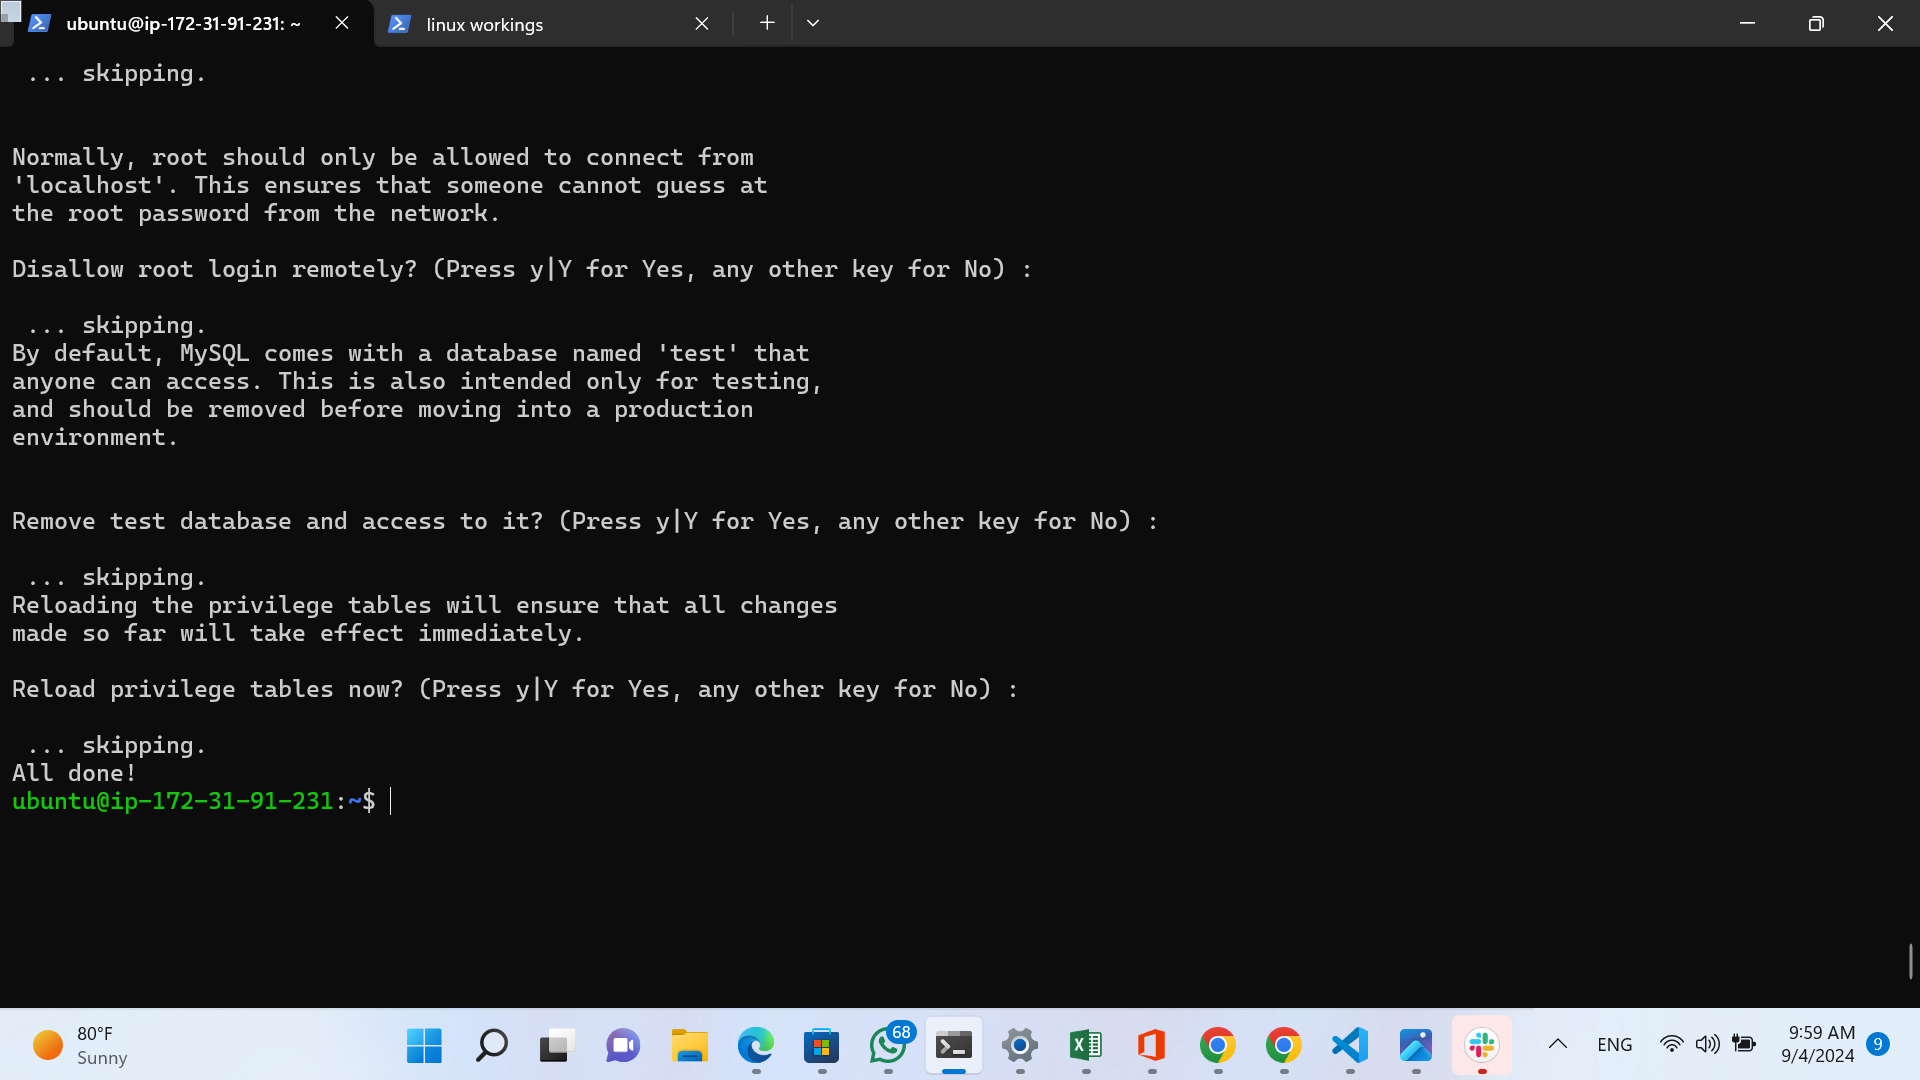 ubuntu@ip-172-31-91-231: ~
linux workings
 ... skipping.
Normally, root should only be allowed to connect from
'localhost'. This ensures that someone cannot guess at
the root password from the network.
Disallow root login remotely? (Press y|Y for Yes, any other key for No) :
 ... skipping.
By default, MySQL comes with a database named 'test' that
anyone can access. This is also intended only for testing,
and should be removed before moving into a production
environment.
Remove test database and access to it? (Press y|Y for Yes, any other key for No) :
 ... skipping.
Reloading the privilege tables will ensure that all changes
made so far will take effect immediately.
Reload privilege tables now? (Press y|Y for Yes, any other key for No) :
 ... skipping.
All done!
ubuntu@ip-172-31-91-231:~$
80°F
Sunny
68
ENG
9:59 AM
9/4/2024
9